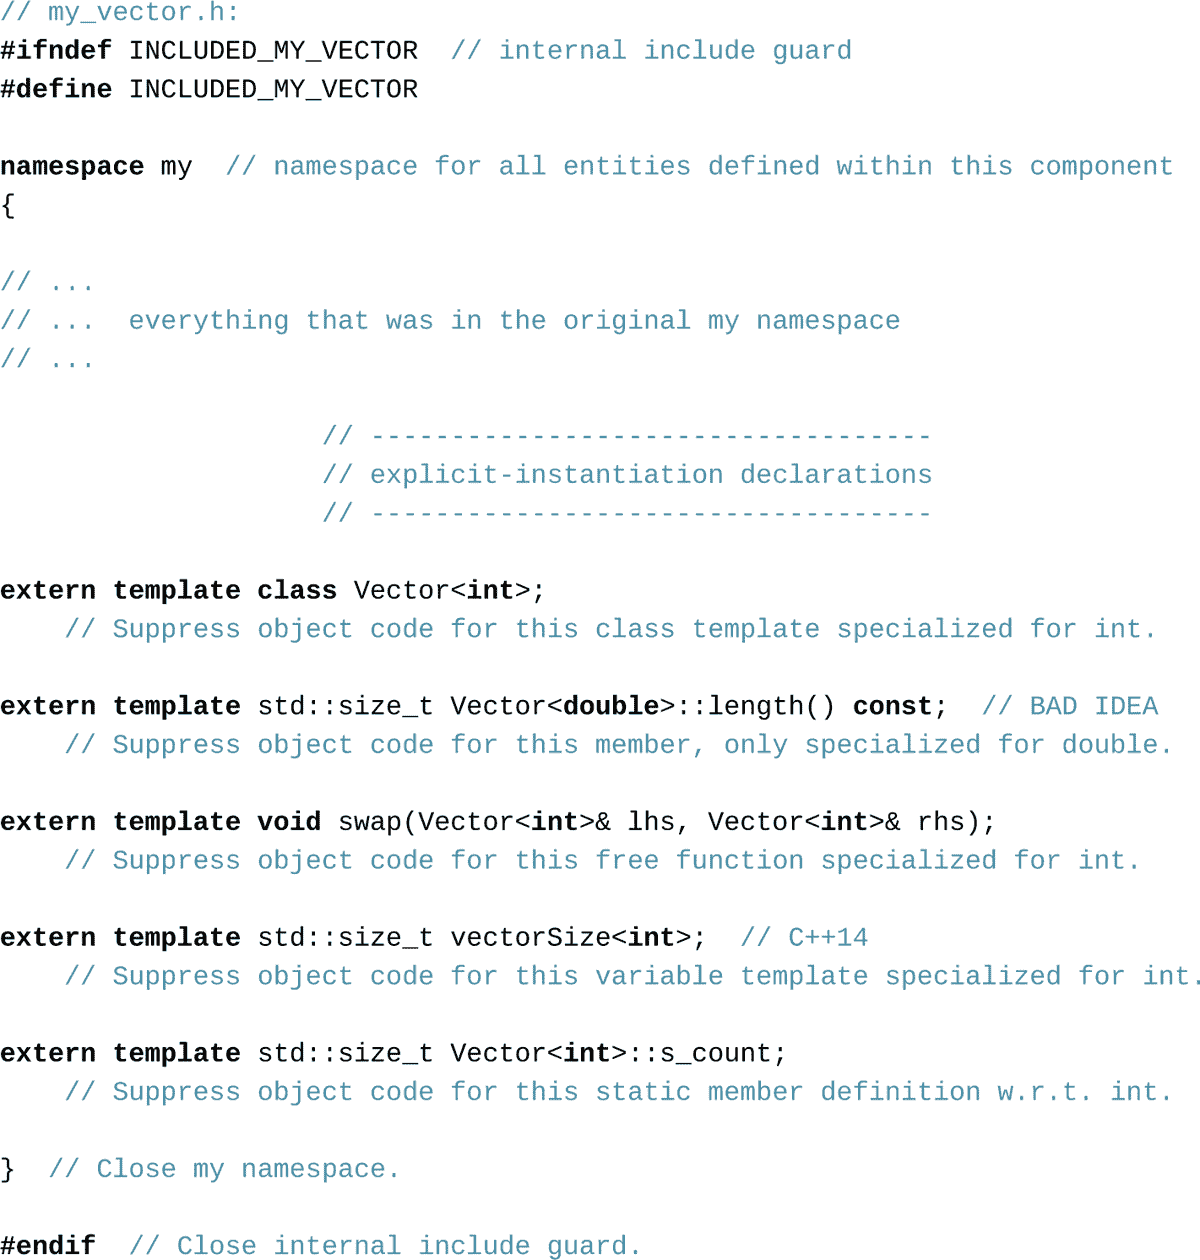 // my_vector.h:
#ifndef INCLUDED_MY_VECTOR  // internal include guard
#define INCLUDED_MY_VECTOR
namespace my  // namespace for all entities defined within this component
{
// ...
// ...  everything that was in the original my namespace
// ...
// -----------------------------------
// explicit-instantiation declarations
// -----------------------------------
extern template class Vector<int>;
// Suppress object code for this class template specialized for int.
extern template std::size_t Vector<double>::length() const;  // BAD IDEA
// Suppress object code for this member, only specialized for double.
extern template void swap(Vector<int>& lhs, Vector<int>& rhs);
// Suppress object code for this free function specialized for int.
extern template std::size_t vectorSize<int>;  // C++14
// Suppress object code for this variable template specialized for int.
extern template std::size_t Vector<int>::s_count;
// Suppress object code for this static member definition w.r.t. int.
}  // Close my namespace.
#endif  // Close internal include guard.